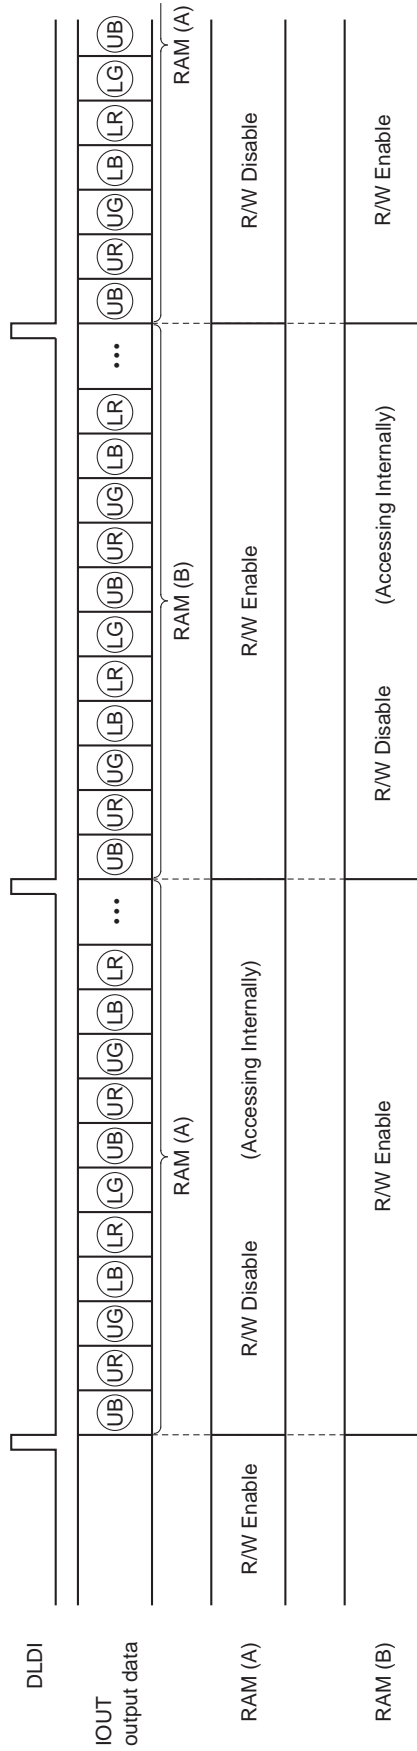 DLDI
IOUT
output data
UB UR UG LB LR LG UB UR UG LB LR ... UB UR UG LB LR LG UB UR UG LB LR ... UB UR UG LB LR LG UB
RAM (A) RAM (B) RAM (A)
RAM (A) R/W Enable R/W Disable (Accessing Internally) R/W Enable R/W Disable
RAM (B) R/W Enable R/W Disable (Accessing Internally) R/W Enable